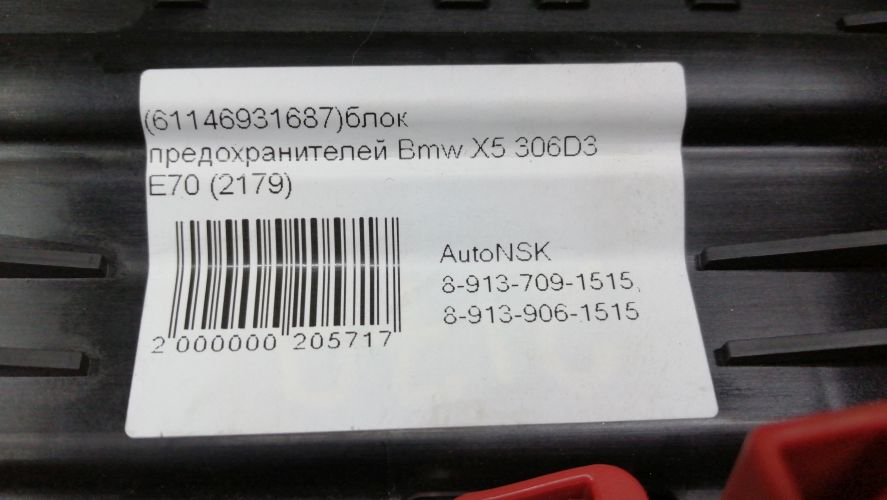 (61146931687)блок
предохранителей Bmw X5 306D3
E70 (2179)
AutoNSK
8-913-709-1515,
8-913-906-1515
2 000000 205717